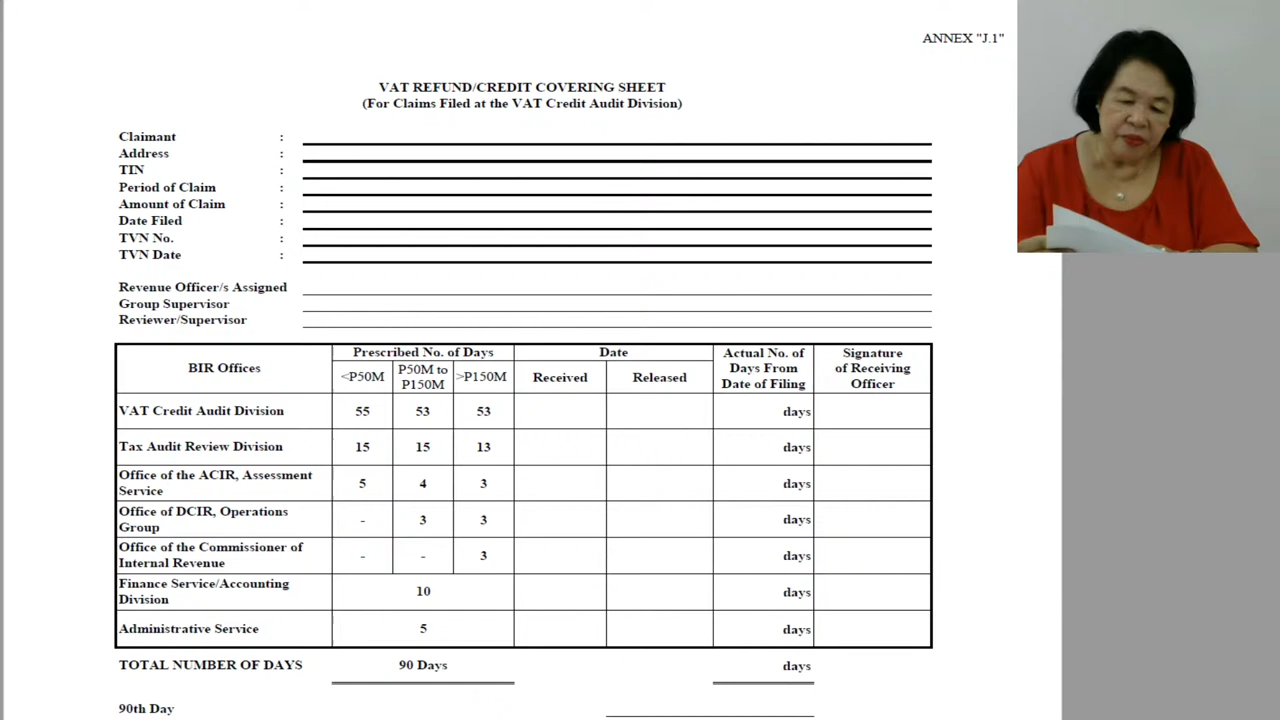 ANNEX "J.1"
VAT REFUND/CREDIT COVERING SHEET
(For Claims Filed at the VAT Credit Audit Division)
Claimant :
Address :
TIN :
Period of Claim :
Amount of Claim :
Date Filed :
TVN No. :
TVN Date :
Revenue Officer/s Assigned
Group Supervisor
Reviewer/Supervisor
BIR Offices Prescribed No. of Days Date Actual No. of Days From Date of Filing Signature of Receiving Officer
<P50M P50M to P150M >P150M Received Released
VAT Credit Audit Division 55 53 53 days
Tax Audit Review Division 15 15 13 days
Office of the ACIR, Assessment Service 5 4 3 days
Office of DCIR, Operations Group - 3 3 days
Office of the Commissioner of Internal Revenue - - 3 days
Finance Service/Accounting Division 10 days
Administrative Service 5 days
TOTAL NUMBER OF DAYS 90 Days days
90th Day